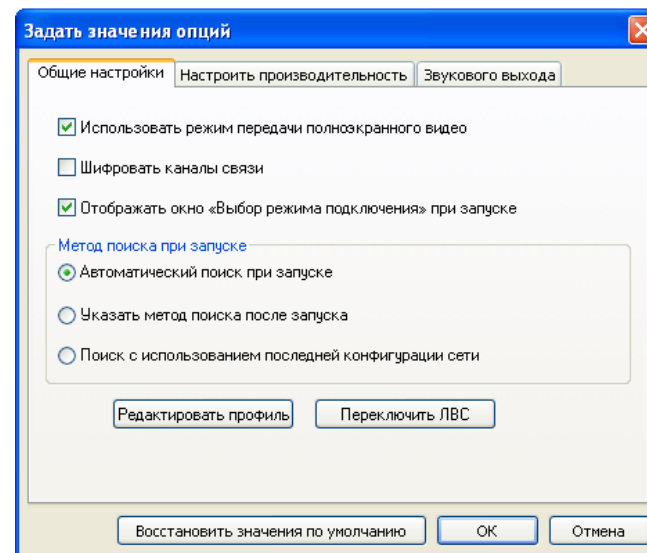 Задать значения опций
Общие настройки Настроить производительность Звукового выхода
Использовать режим передачи полноэкранного видео
Шифровать каналы связи
Отображать окно «Выбор режима подключения» при запуске
Метод поиска при запуске
Автоматический поиск при запуске
Указать метод поиска после запуска
Поиск с использованием последней конфигурации сети
Редактировать профиль Переключить ЛВС
Восстановить значения по умолчанию OK Отмена